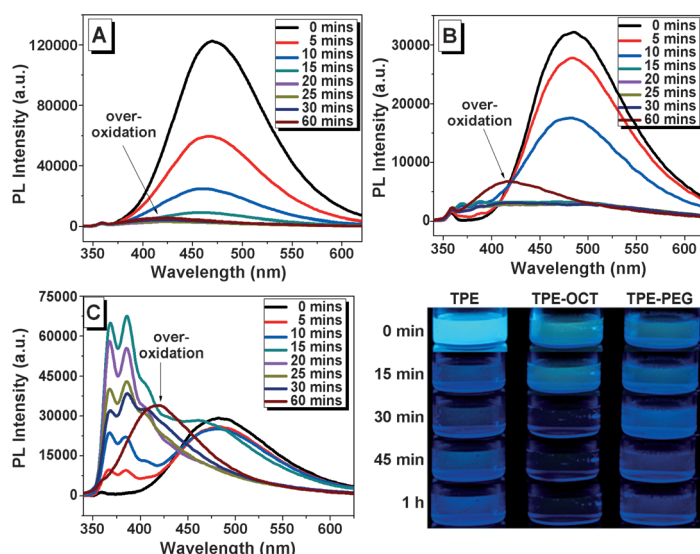 A
120000
90000
60000
30000
0
PL Intensity (a.u.)
over-
oxidation
0 mins
5 mins
10 mins
15 mins
20 mins
25 mins
30 mins
60 mins
350 400 450 500 550 600
Wavelength (nm)
B
30000
20000
10000
0
PL Intensity (a.u.)
over-
oxidation
0 mins
5 mins
10 mins
15 mins
20 mins
25 mins
30 mins
60 mins
350 400 450 500 550 600
Wavelength (nm)
C
75000
60000
45000
30000
15000
0
PL Intensity (a.u.)
over-
oxidation
0 mins
5 mins
10 mins
15 mins
20 mins
25 mins
30 mins
60 mins
350 400 450 500 550 600
Wavelength (nm)
TPE TPE-OCT TPE-PEG
0 min
15 min
30 min
45 min
1 h